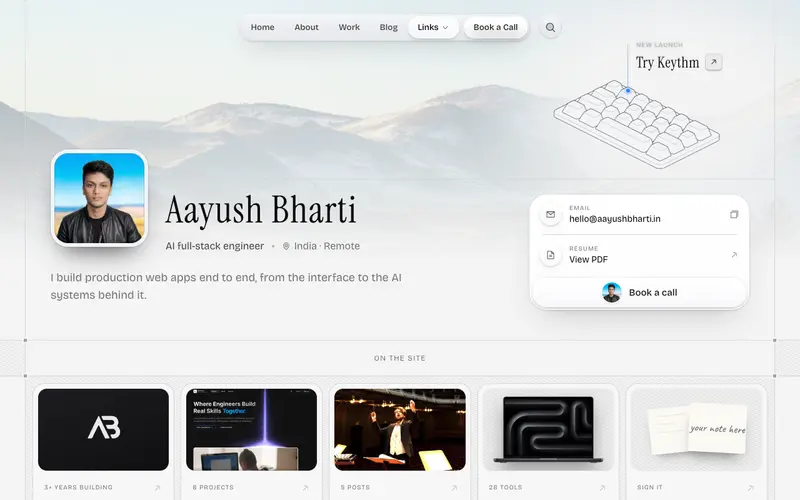 Home
About
Work
Blog
Links
Book a Call
NEW LAUNCH
Try Keythm
Aayush Bharti
AI full-stack engineer • India · Remote
I build production web apps end to end, from the interface to the AI
systems behind it.
EMAIL
hello@aayushbharti.in
RESUME
View PDF
Book a call
ON THE SITE
AB
Where Engineers Build
Real Skills Together
your note here
3+ YEARS BUILDING
8 PROJECTS
5 POSTS
28 TOOLS
SIGN IT